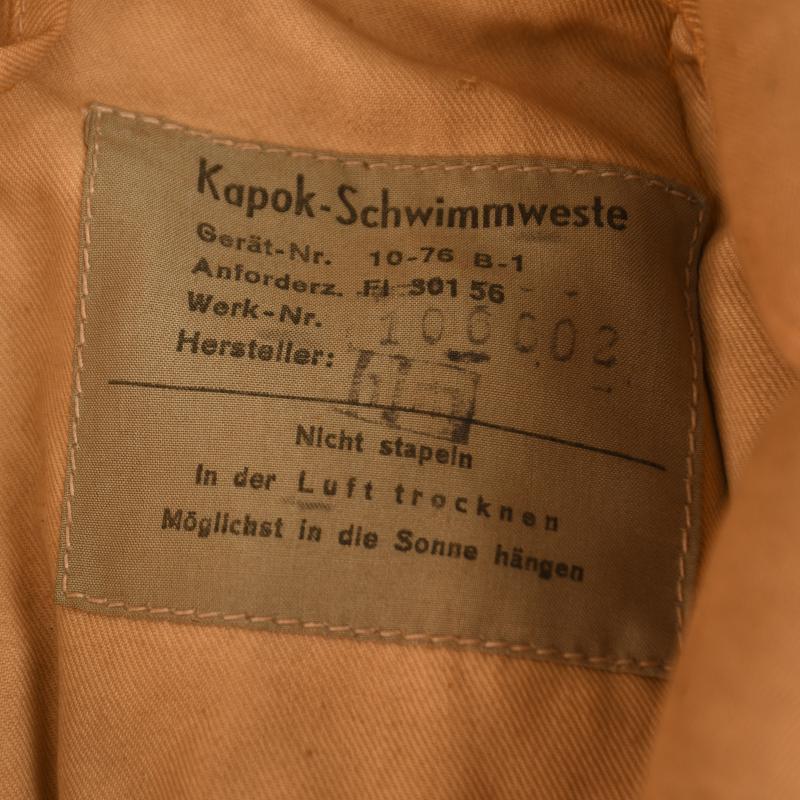 Kapok-Schwimmweste
Gerät-Nr. 10-76 B-1
Anforderz. Fl 30156
Werk-Nr. 100602
Hersteller:
Nicht stapeln
In der Luft trocknen
Möglichst in die Sonne hängen